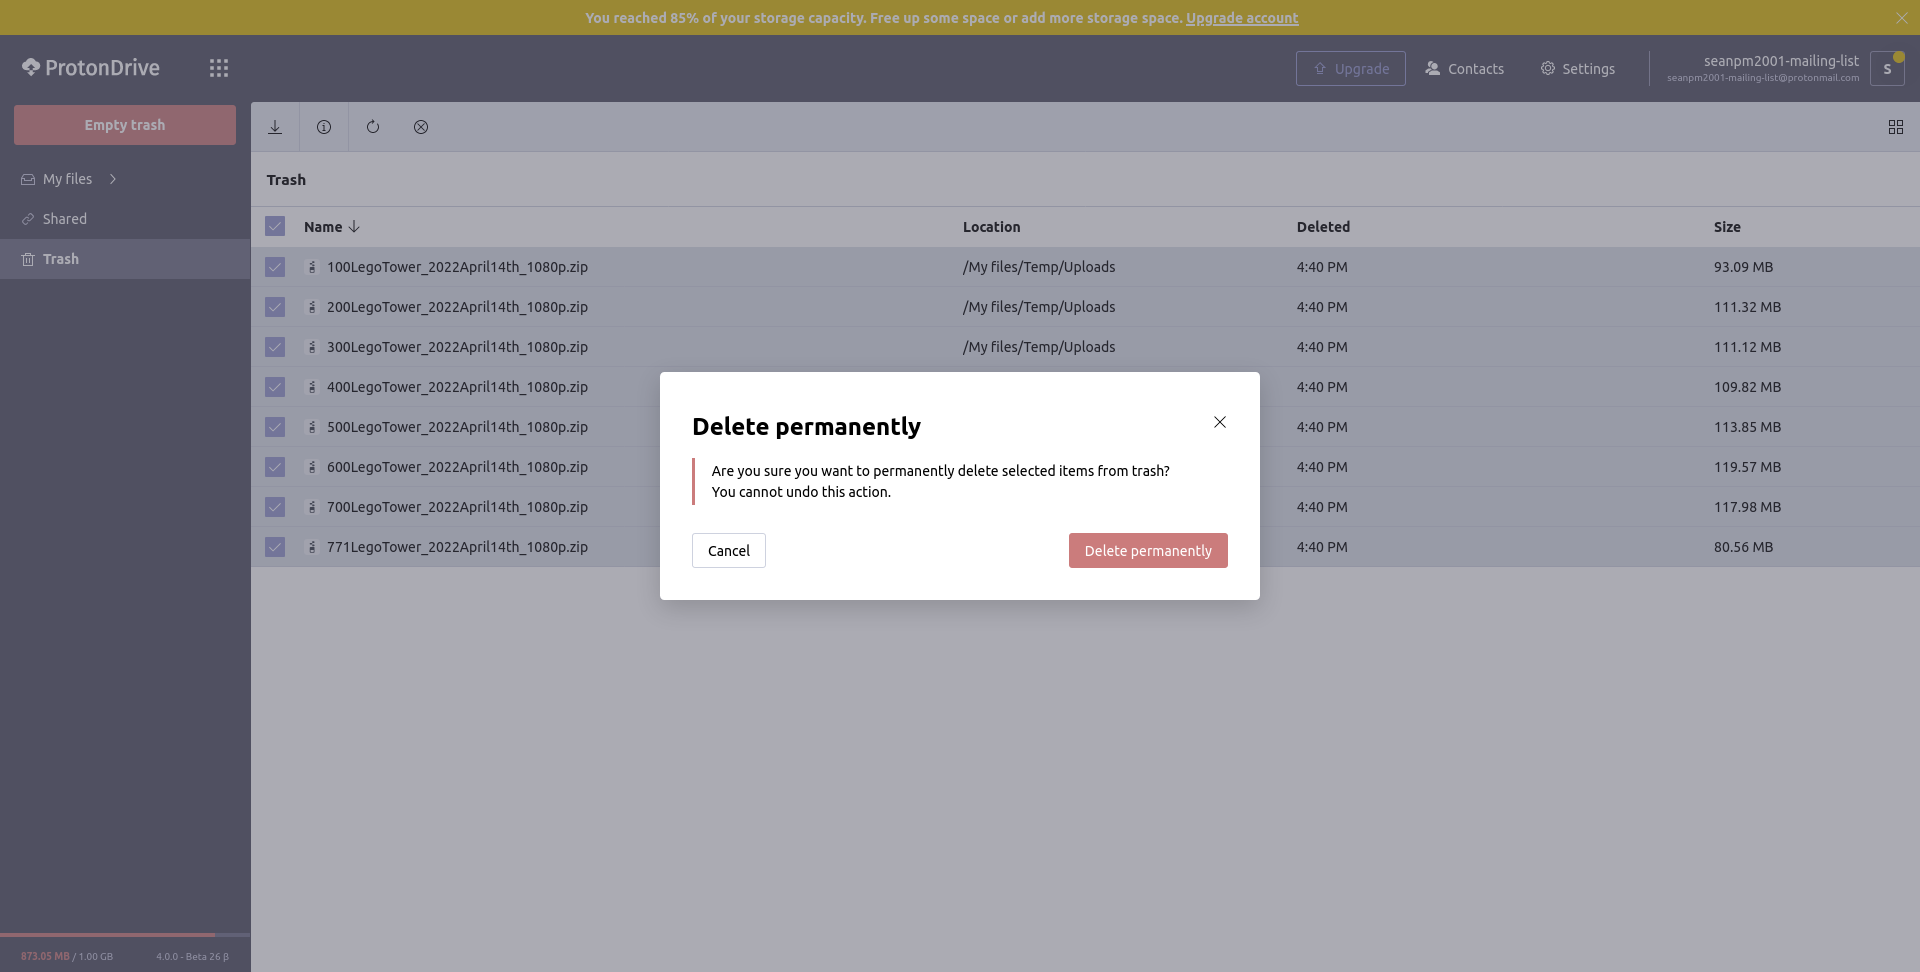 You reached 85% of your storage capacity. Free up some space or add more storage space. Upgrade account
ProtonDrive
Upgrade
Contacts
Settings
seanpm2001-mailing-list
seanpm2001-mailing-list@protonmail.com
S
Empty trash
My files
Shared
Trash
Trash
Name Location Deleted Size
100LegoTower_2022April14th_1080p.zip /My files/Temp/Uploads 4:40 PM 93.09 MB
200LegoTower_2022April14th_1080p.zip /My files/Temp/Uploads 4:40 PM 111.32 MB
300LegoTower_2022April14th_1080p.zip /My files/Temp/Uploads 4:40 PM 111.12 MB
400LegoTower_2022April14th_1080p.zip 4:40 PM 109.82 MB
500LegoTower_2022April14th_1080p.zip 4:40 PM 113.85 MB
600LegoTower_2022April14th_1080p.zip 4:40 PM 119.57 MB
700LegoTower_2022April14th_1080p.zip 4:40 PM 117.98 MB
771LegoTower_2022April14th_1080p.zip 4:40 PM 80.56 MB
Delete permanently
Are you sure you want to permanently delete selected items from trash?
You cannot undo this action.
Cancel
Delete permanently
873.05 MB / 1.00 GB
4.0.0 - Beta 26 β